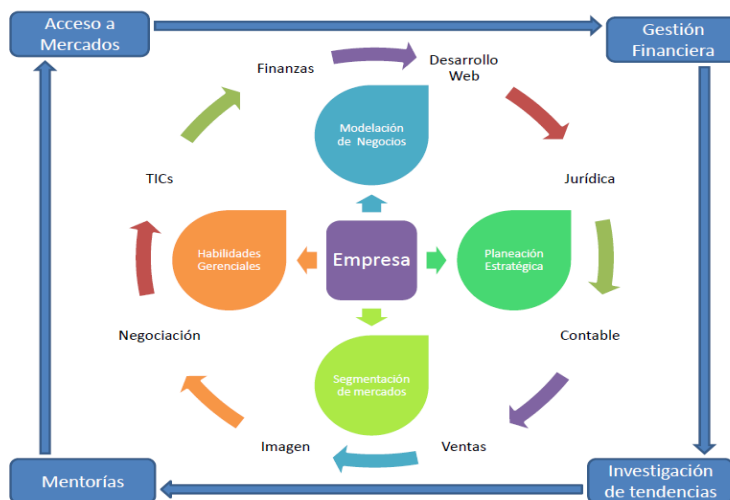 Acceso a
Mercados
Gestión
Financiera
Finanzas
Desarrollo
Web
Modelación
de Negocios
TICs
Jurídica
Habilidades
Gerenciales
Empresa
Planeación
Estratégica
Negociación
Contable
Segmentación
de mercados
Imagen
Ventas
Mentorías
Investigación
de tendencias